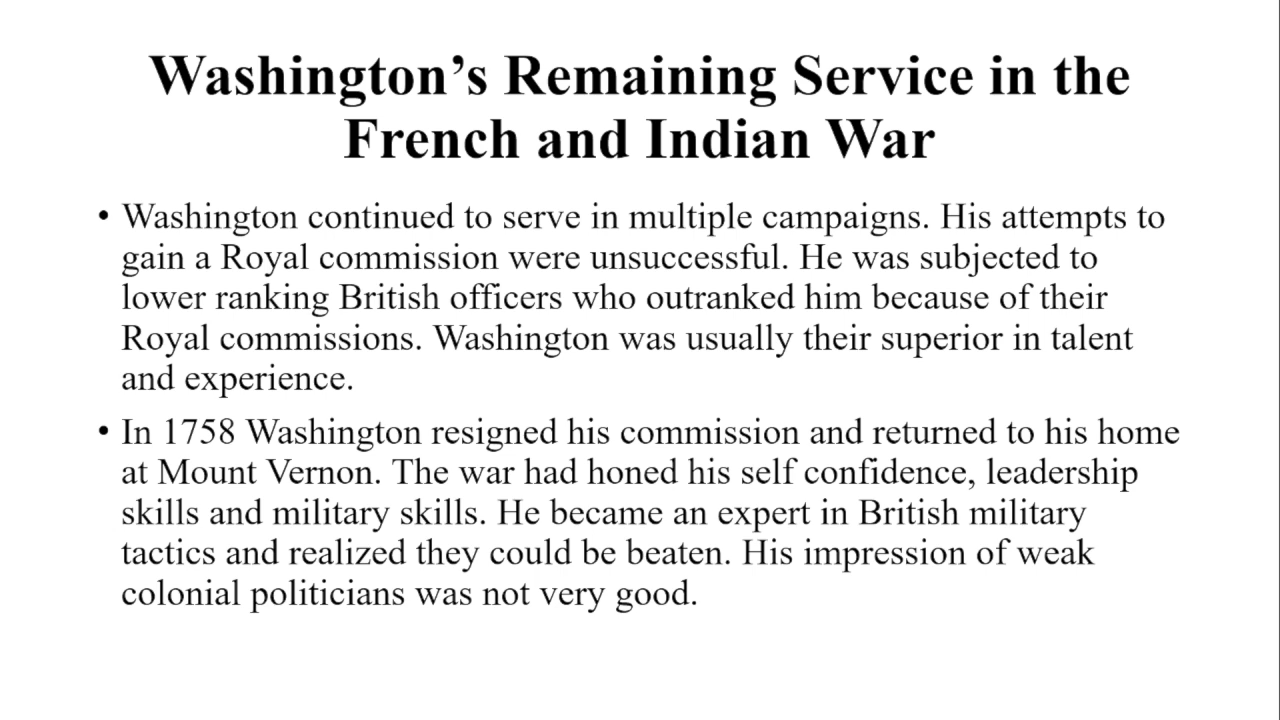 Washington’s Remaining Service in the
French and Indian War
• Washington continued to serve in multiple campaigns. His attempts to
gain a Royal commission were unsuccessful. He was subjected to
lower ranking British officers who outranked him because of their
Royal commissions. Washington was usually their superior in talent
and experience.
• In 1758 Washington resigned his commission and returned to his home
at Mount Vernon. The war had honed his self confidence, leadership
skills and military skills. He became an expert in British military
tactics and realized they could be beaten. His impression of weak
colonial politicians was not very good.